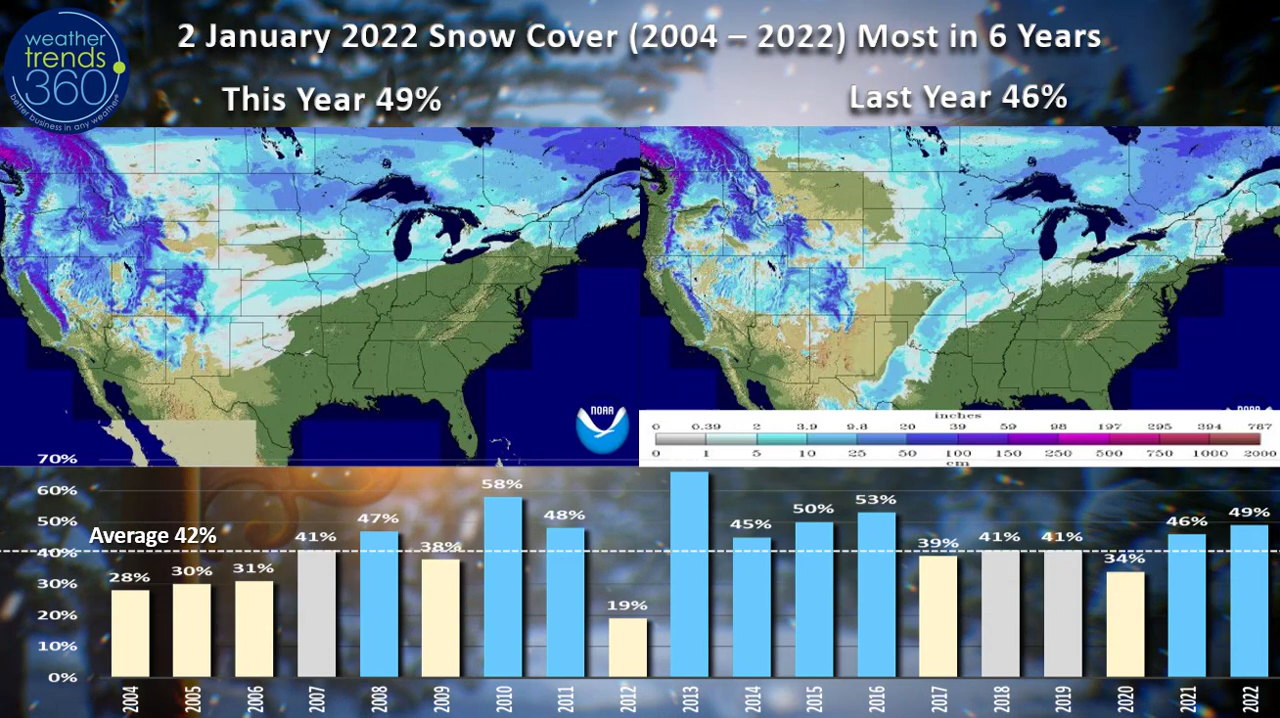 weather
trends
360
better business in any weather
2 January 2022 Snow Cover (2004 – 2022) Most in 6 Years
This Year 49%
Last Year 46%
NOAA
NOAA
inches
0 0.39 2 3.9 9.8 20 39 59 98 197 295 394 787
0 1 5 10 25 50 100 150 250 500 750 1000 2000
cm
70%
60%
50%
40%
30%
20%
10%
0%
Average 42%
28% 30% 31% 41% 47% 38% 58% 48% 19% 45% 50% 53% 39% 41% 41% 34% 46% 49%
2004 2005 2006 2007 2008 2009 2010 2011 2012 2013 2014 2015 2016 2017 2018 2019 2020 2021 2022